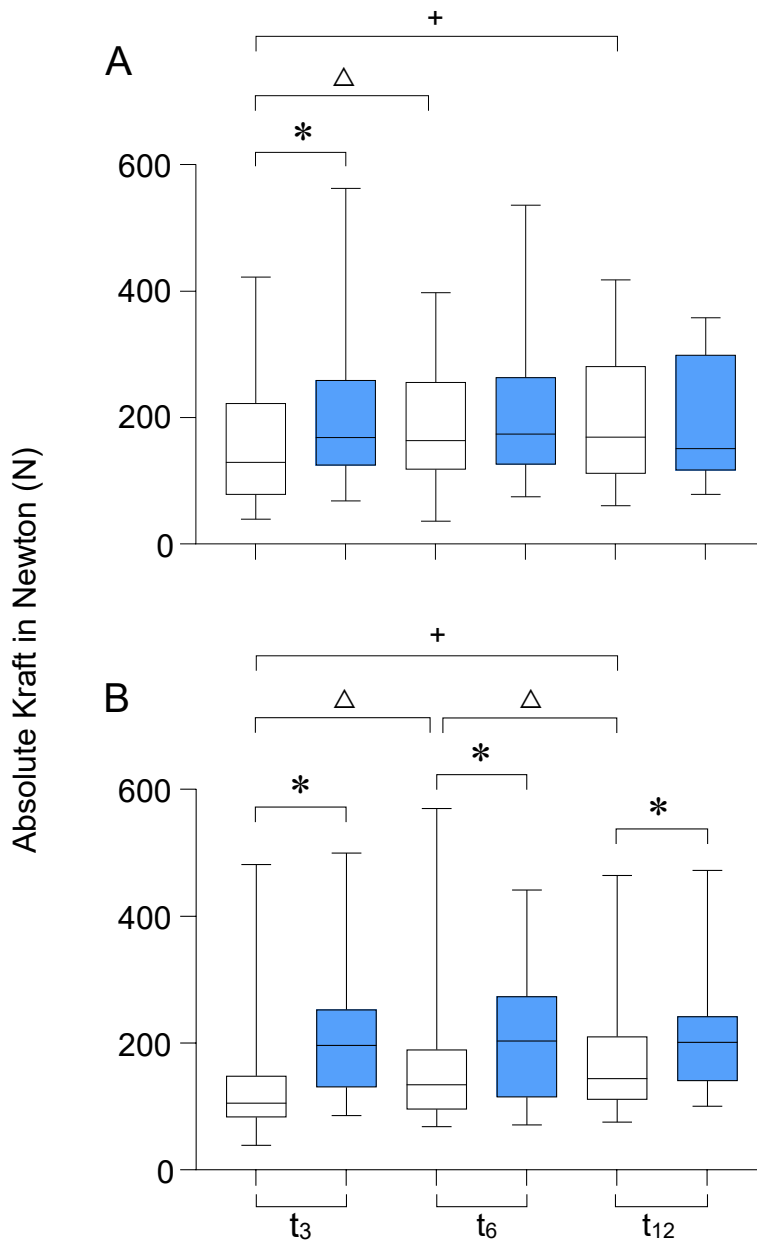 +
A
△
*
600
400
200
0
Absolute Kraft in Newton (N)
+
B
△ △
* * *
600
400
200
0
t₃ t₆ t₁₂